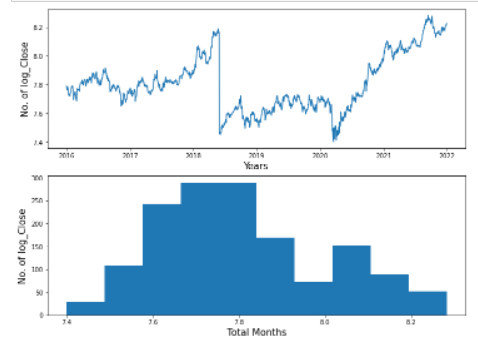 No. of log_Close
8.2
8.0
7.8
7.6
7.4
2016 2017 2018 2019 2020 2021 2022
Years
No. of log_Close
300
250
200
150
100
50
0
7.4 7.6 7.8 8.0 8.2
Total Months